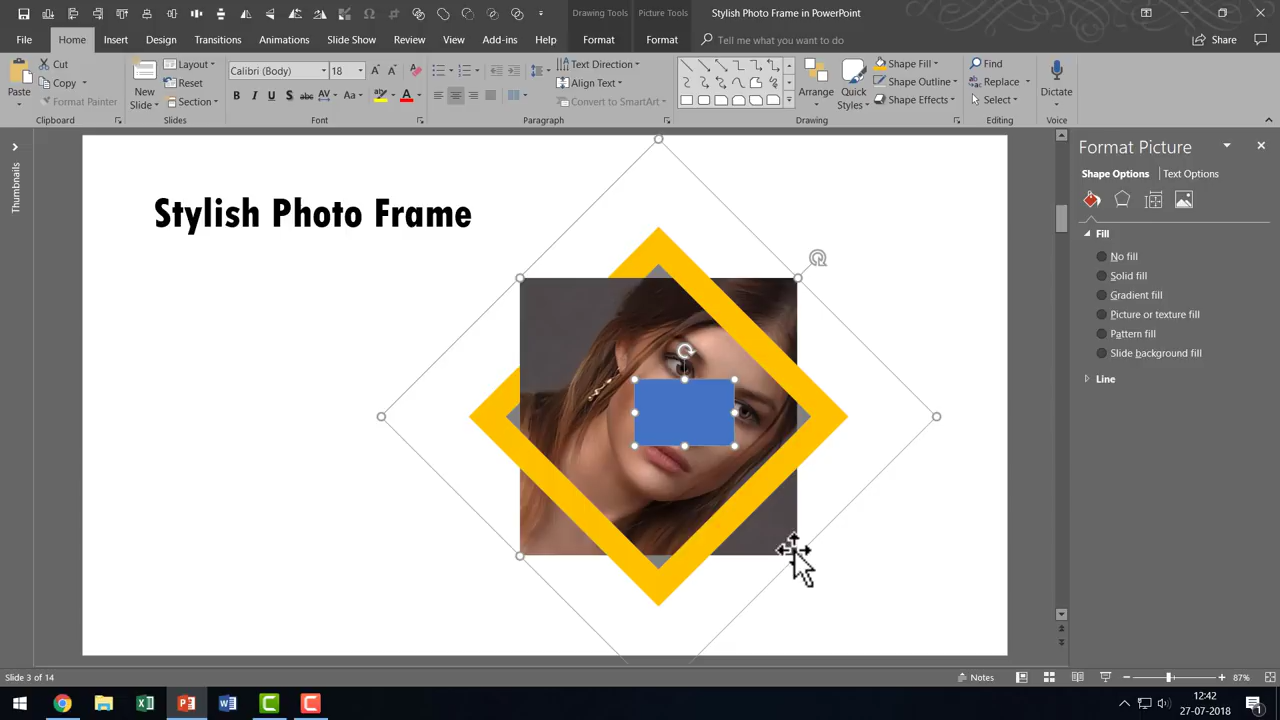 Drawing Tools
Picture Tools
Stylish Photo Frame in PowerPoint
File
Home
Insert
Design
Transitions
Animations
Slide Show
Review
View
Add-ins
Help
Format
Format
Tell me what you want to do
Share
Paste
Cut
Copy
Format Painter
Clipboard
New
Slide
Layout
Reset
Section
Slides
Calibri (Body)
18
B
I
U
S
abc
AV
Aa
A
Font
Text Direction
Align Text
Convert to SmartArt
Paragraph
Arrange
Quick
Styles
Shape Fill
Shape Outline
Shape Effects
Drawing
Find
Replace
Select
Editing
Dictate
Voice
Thumbnails
Stylish Photo Frame
Format Picture
Shape Options
Text Options
Fill
No fill
Solid fill
Gradient fill
Picture or texture fill
Pattern fill
Slide background fill
Line
Slide 3 of 14
Notes
87%
12:42
27-07-2018
1